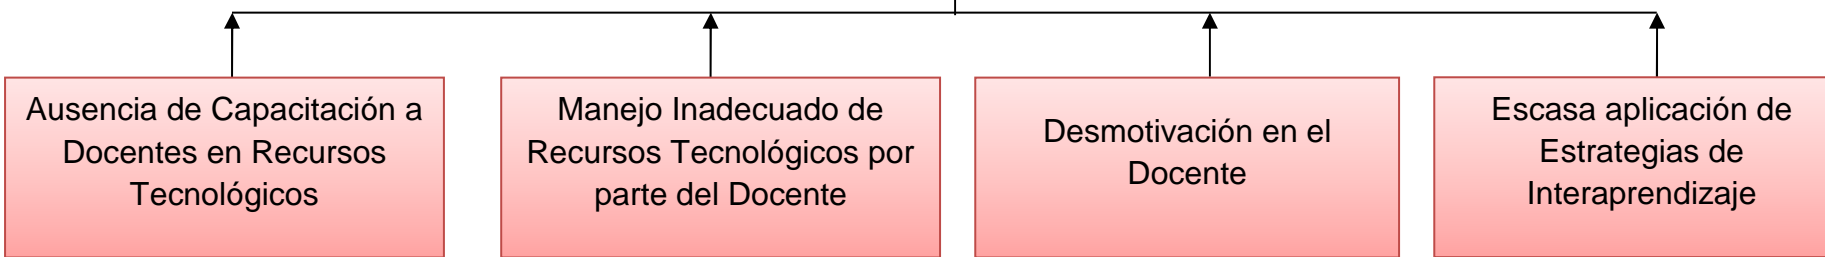 Ausencia de Capacitación a
Docentes en Recursos
Tecnológicos
Manejo Inadecuado de
Recursos Tecnológicos por
parte del Docente
Desmotivación en el
Docente
Escasa aplicación de
Estrategias de
Interaprendizaje